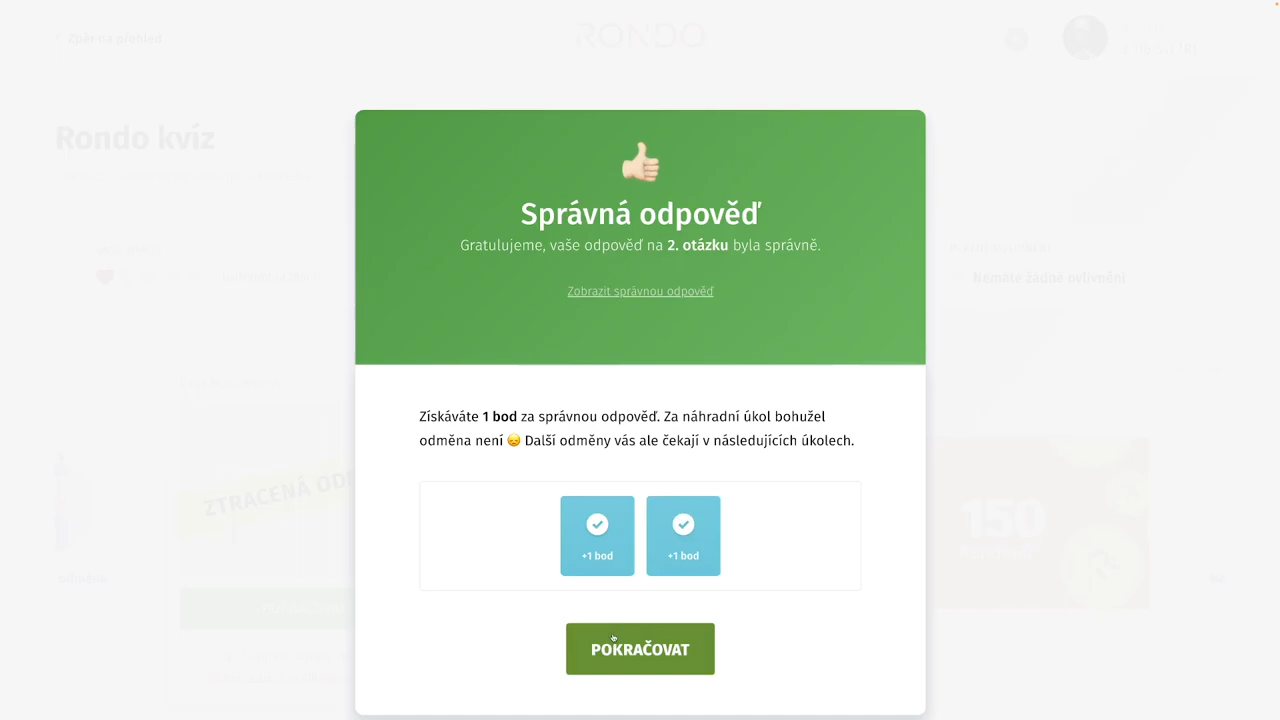 Zpět na přehled
RONDO
Rondo kvíz
Nemáte žádné ovlivnění
Správná odpověď
Gratulujeme, vaše odpověď na 2. otázku byla správně.
Zobrazit správnou odpověď
Získáváte 1 bod za správnou odpověď. Za náhradní úkol bohužel
odměna není 😞 Další odměny vás ale čekají v následujících úkolech.
ZTRACENÁ
150
+1 bod
+1 bod
POKRAČOVAT